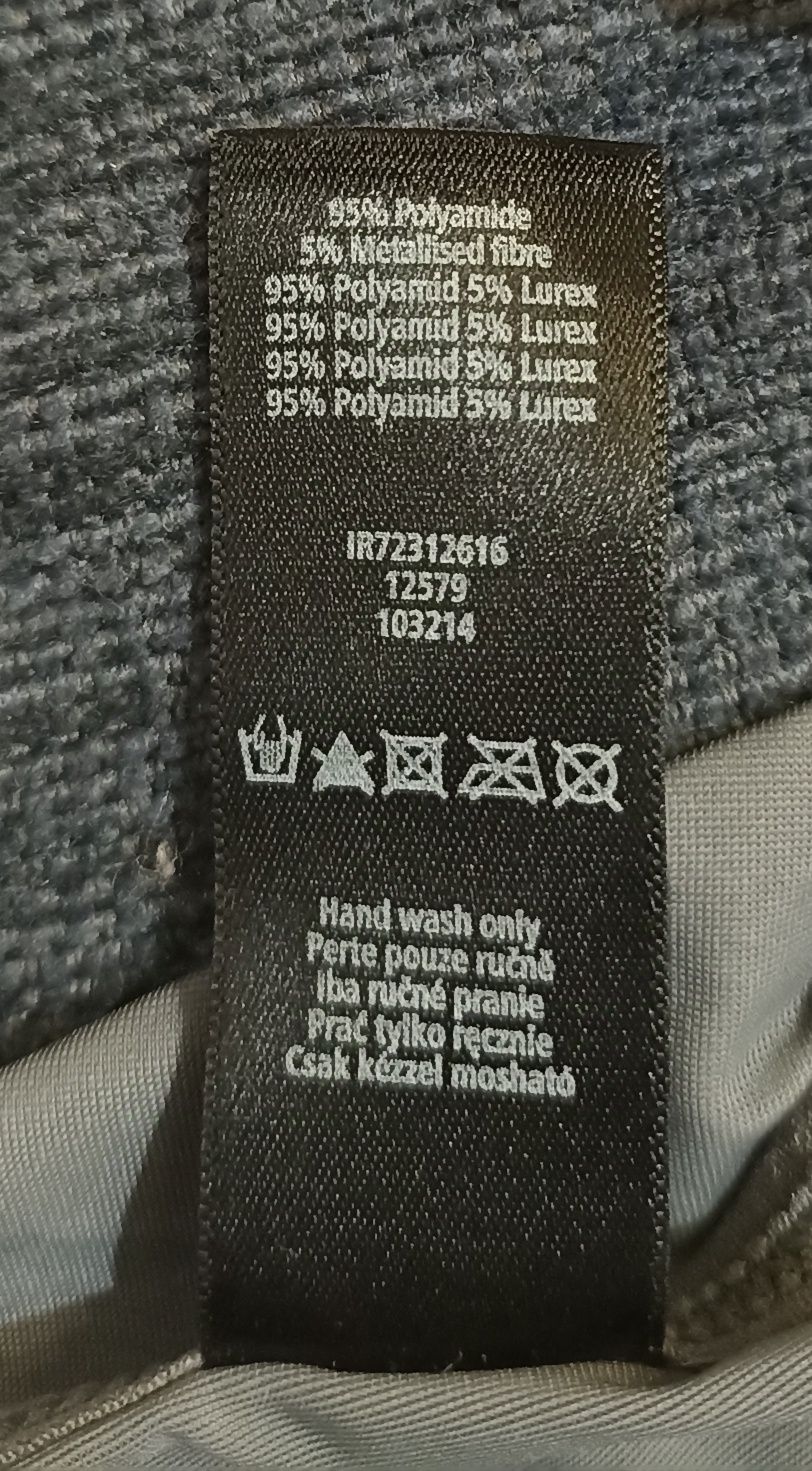 95% Polyamide
5% Metallised fibre
95% Polyamid 5% Lurex
95% Polyamid 5% Lurex
95% Polyamid 5% Lurex
95% Polyamid 5% Lurex
IR72312616
12579
103214
Hand wash only
Perte pouze ručně
Iba ručné pranie
Prać tylko ręcznie
Csak kézzel mosható